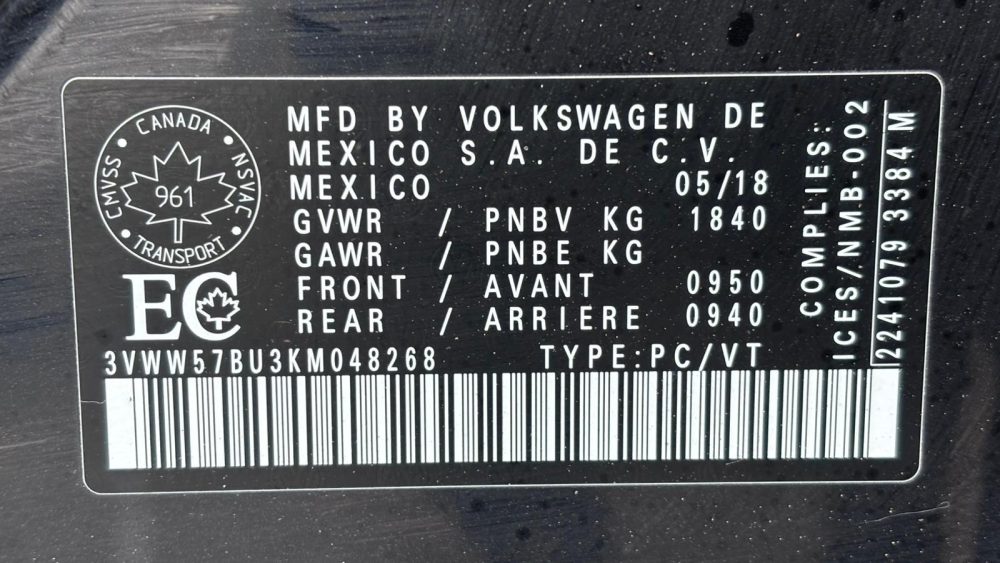 CANADA
CMVSS
NSVAC
961
TRANSPORT
EC
MFD BY VOLKSWAGEN DE
MEXICO S.A. DE C.V.
MEXICO 05/18
GVWR / PNBV KG 1840
GAWR / PNBE KG
FRONT / AVANT 0950
REAR / ARRIERE 0940
3VWW57BU3KM048268 TYPE:PC/VT
COMPLIES:
ICES/NMB-002
2241079 3384 M